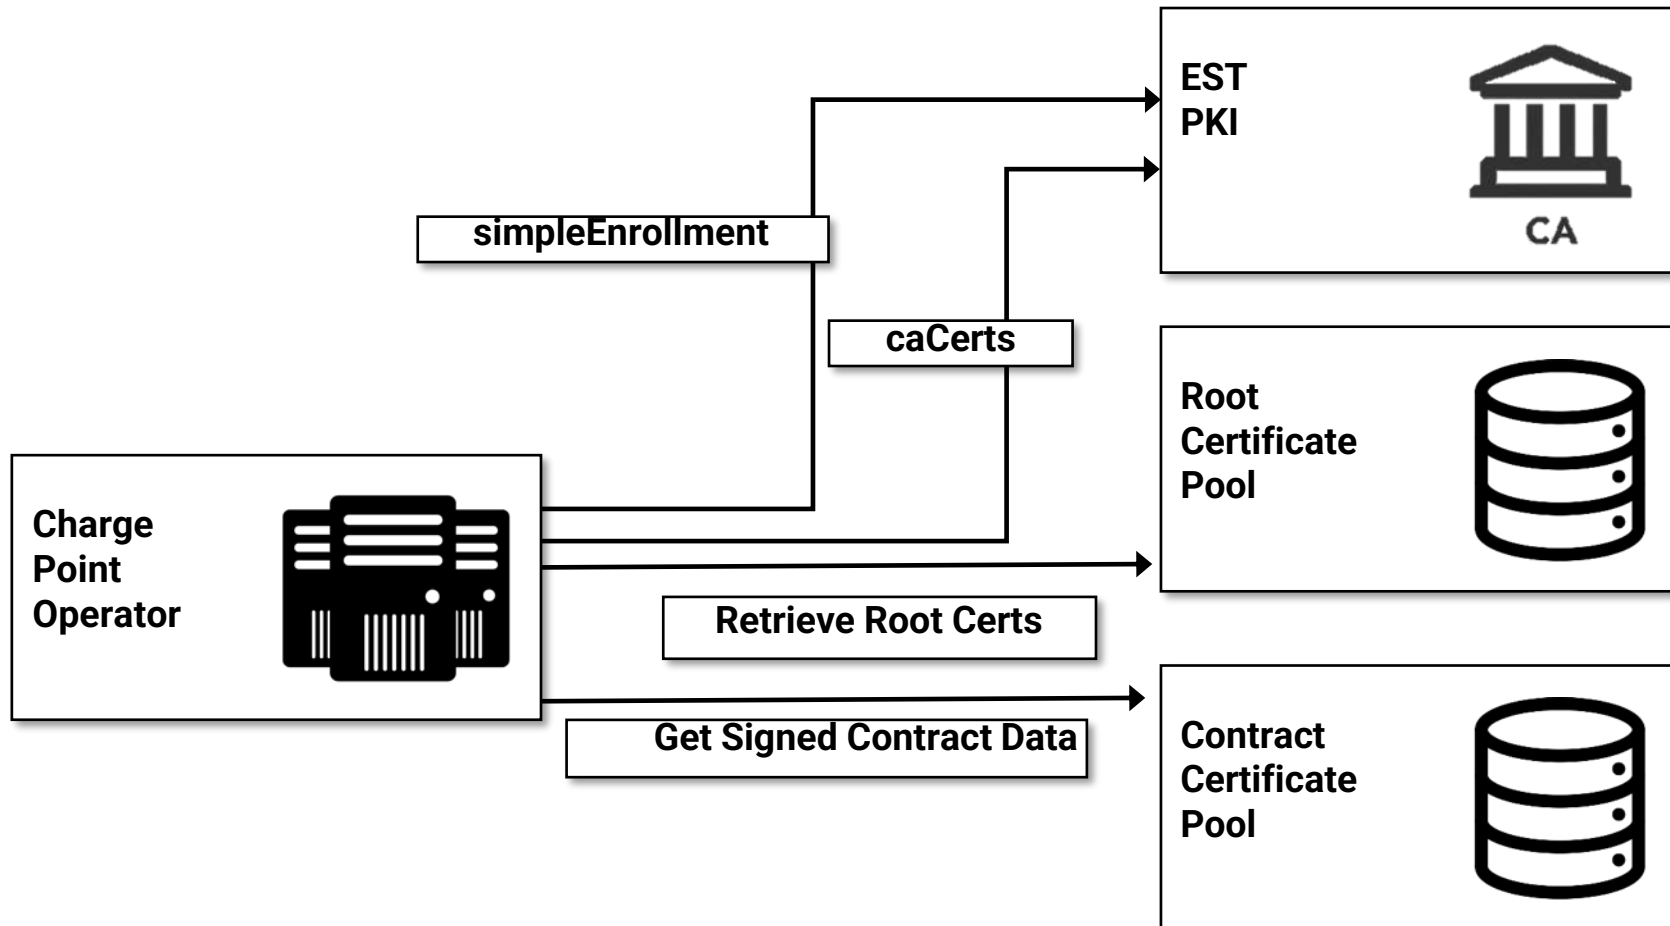 EST
PKI
CA
simpleEnrollment
caCerts
Root
Certificate
Pool
Charge
Point
Operator
Retrieve Root Certs
Get Signed Contract Data
Contract
Certificate
Pool